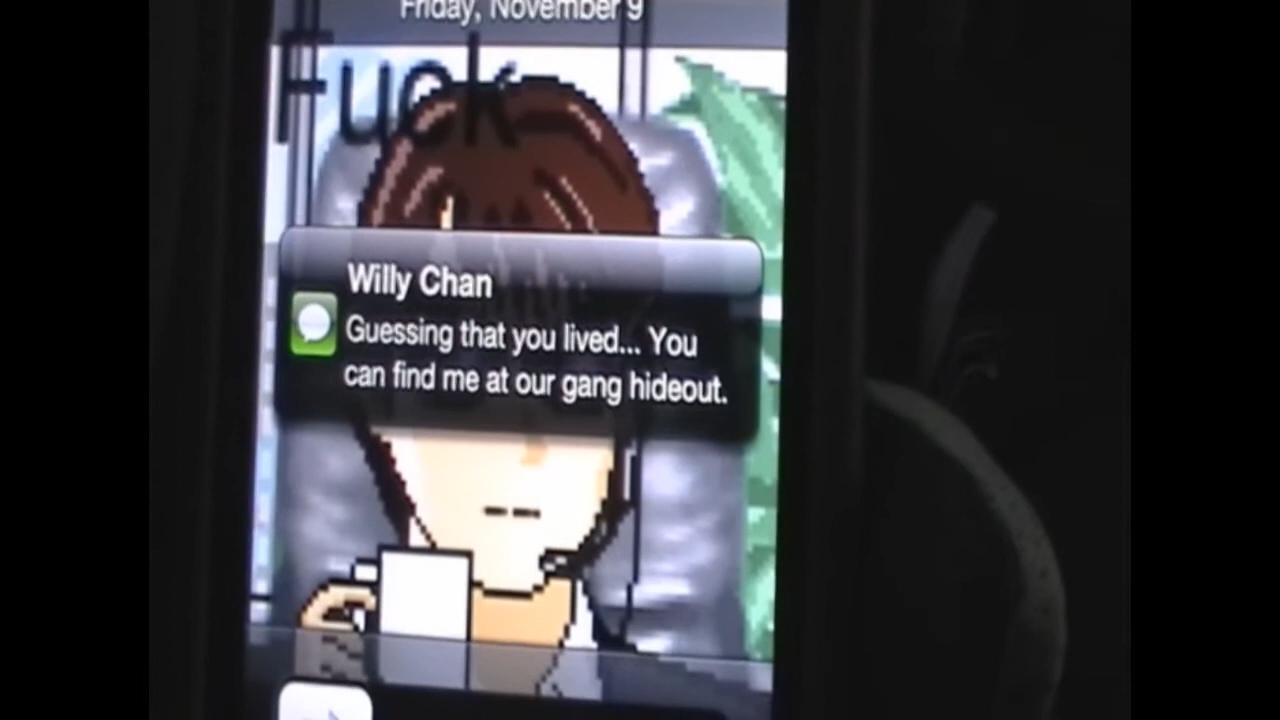 Friday, November 9
Fuck
Willy Chan
Guessing that you lived... You
can find me at our gang hideout.